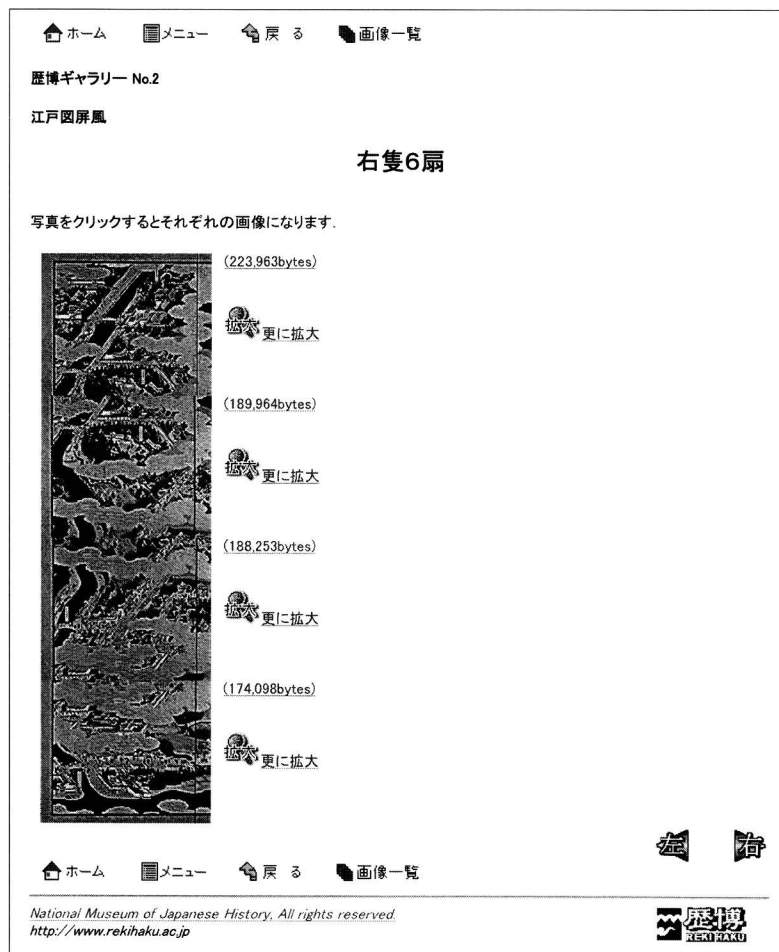 ホーム メニュー 戻る 画像一覧
歴博ギャラリー No.2
江戸図屏風
右隻6扇
写真をクリックするとそれぞれの画像になります.
(223,963bytes)
拡大 更に拡大
(189,964bytes)
拡大 更に拡大
(188,253bytes)
拡大 更に拡大
(174,098bytes)
拡大 更に拡大
左 右
ホーム メニュー 戻る 画像一覧
National Museum of Japanese History, All rights reserved.
http://www.rekihaku.ac.jp
歴博
REKIHAKU